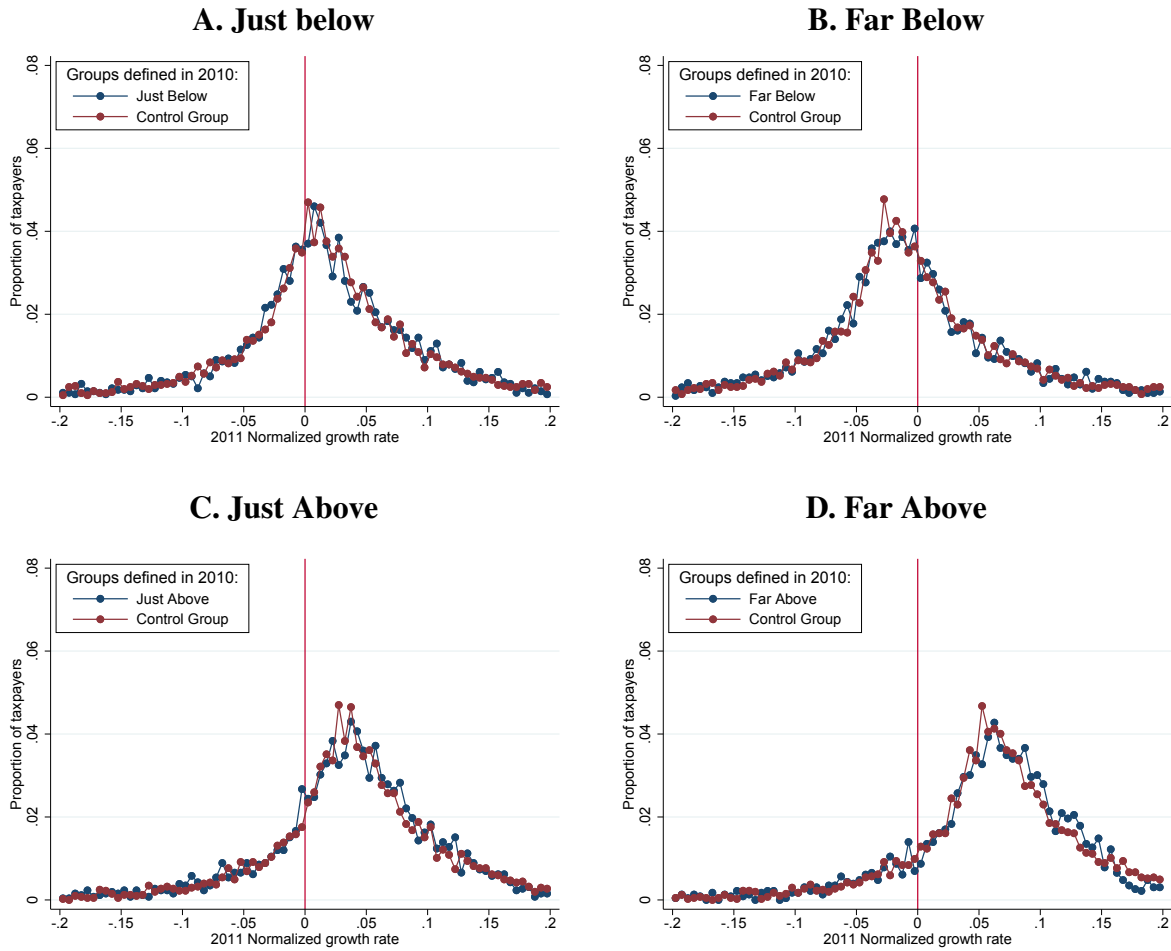 A. Just below
Proportion of taxpayers
0 .02 .04 .06 .08
Groups defined in 2010:
Just Below
Control Group
-.2 -.15 -.1 -.05 0 .05 .1 .15 .2
2011 Normalized growth rate
B. Far Below
Proportion of taxpayers
0 .02 .04 .06 .08
Groups defined in 2010:
Far Below
Control Group
-.2 -.15 -.1 -.05 0 .05 .1 .15 .2
2011 Normalized growth rate
C. Just Above
Proportion of taxpayers
0 .02 .04 .06 .08
Groups defined in 2010:
Just Above
Control Group
-.2 -.15 -.1 -.05 0 .05 .1 .15 .2
2011 Normalized growth rate
D. Far Above
Proportion of taxpayers
0 .02 .04 .06 .08
Groups defined in 2010:
Far Above
Control Group
-.2 -.15 -.1 -.05 0 .05 .1 .15 .2
2011 Normalized growth rate